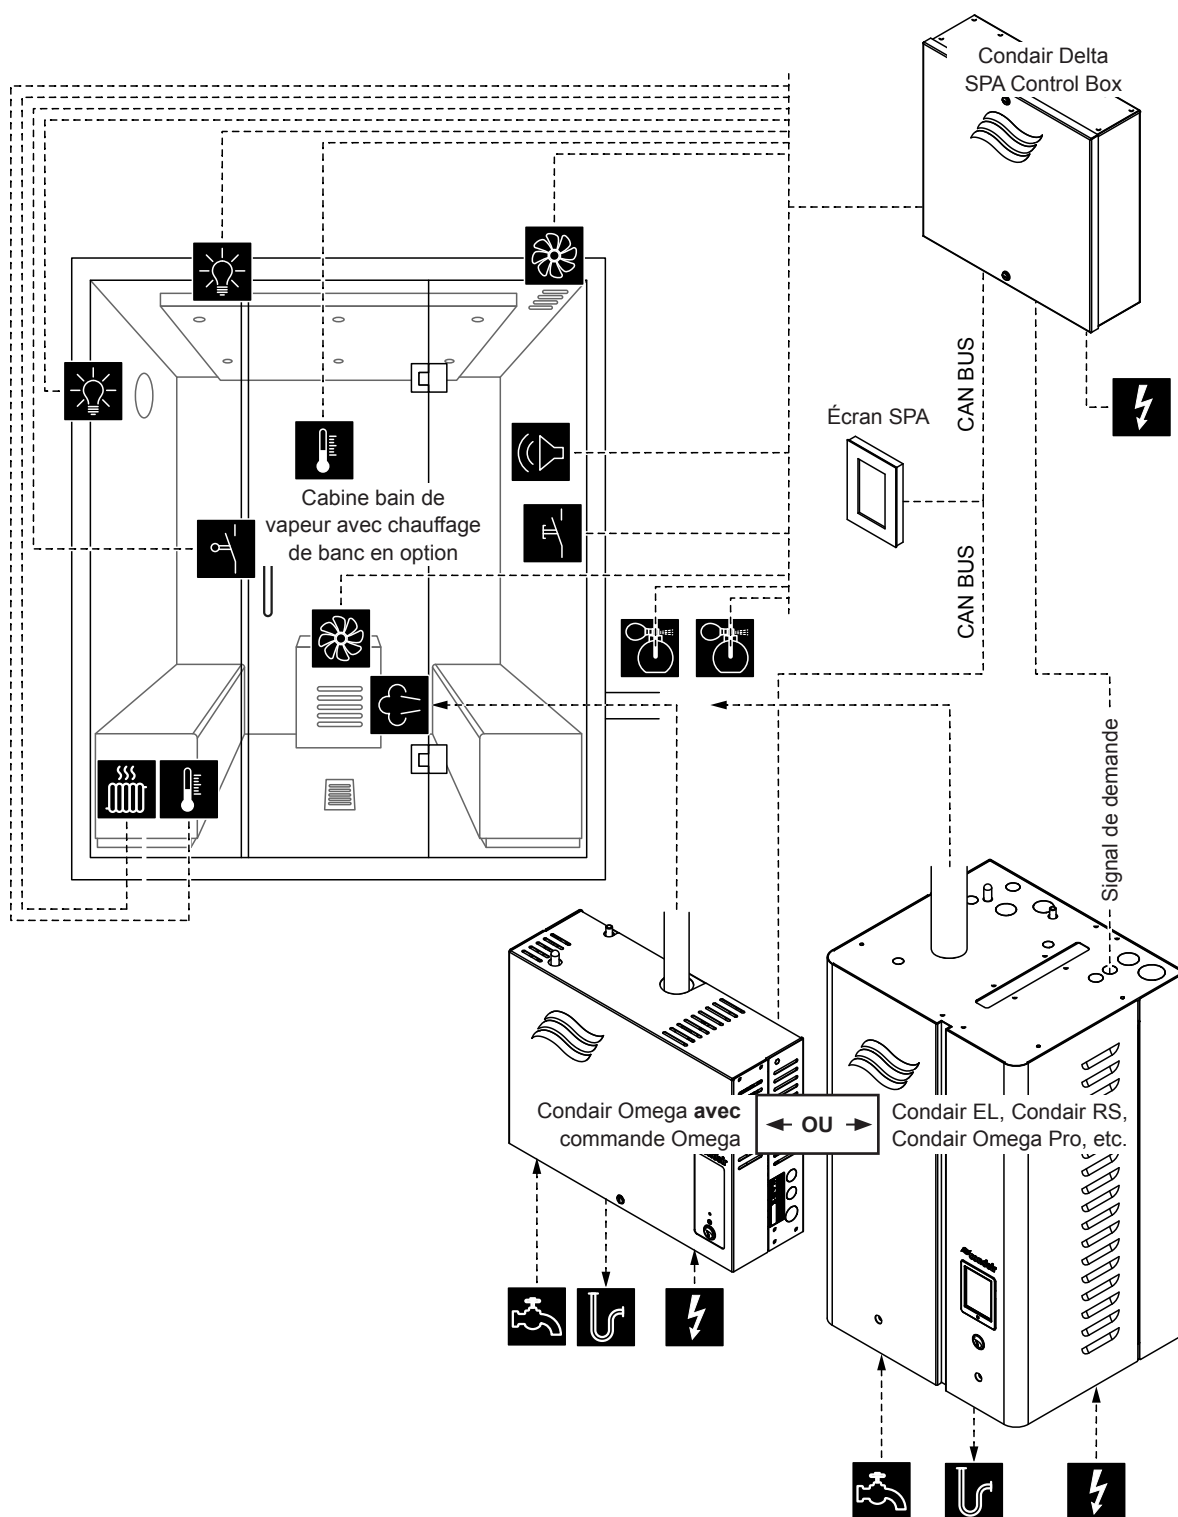 Condair Delta
SPA Control Box
CAN BUS
Écran SPA
Cabine bain de
vapeur avec chauffage
de banc en option
CAN BUS
Signal de demande
Condair Omega avec
commande Omega
OU
Condair EL, Condair RS,
Condair Omega Pro, etc.